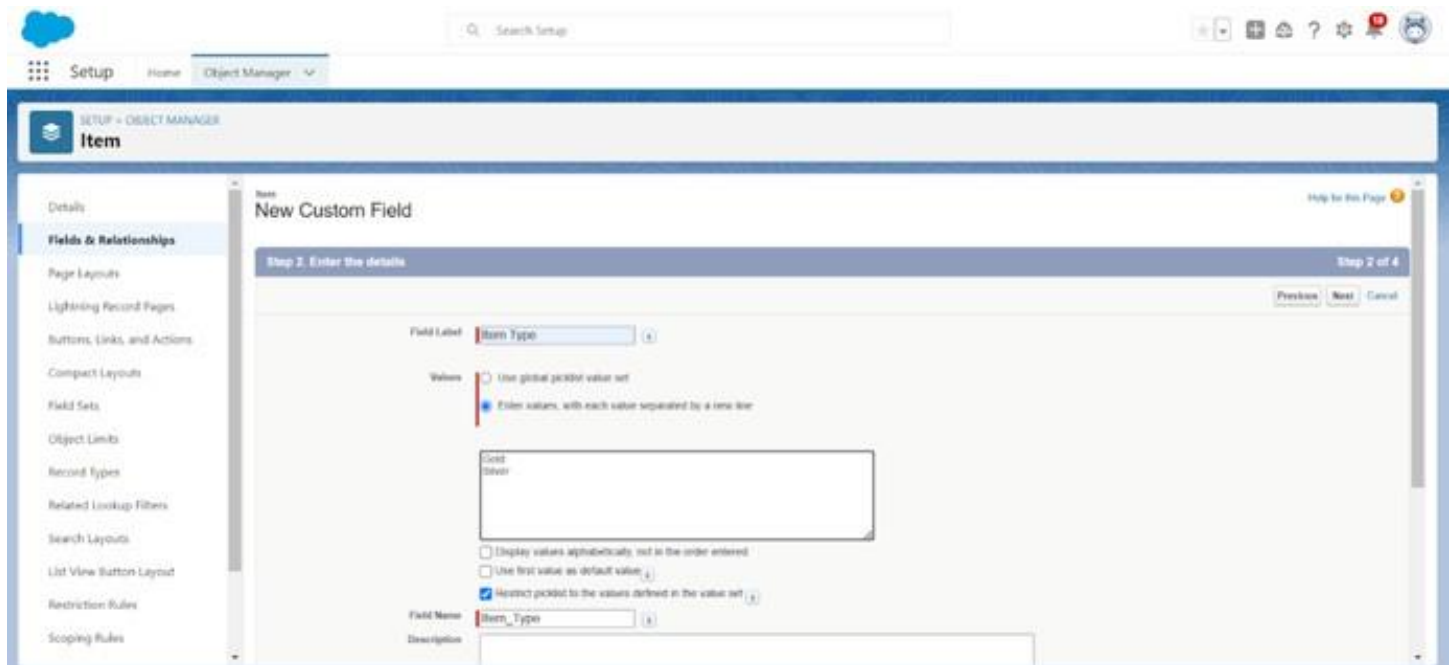 Search Setup
10
Setup Home Object Manager
SETUP > OBJECT MANAGER
Item
Details
Fields & Relationships
Page Layouts
Lightning Record Pages
Buttons, Links, and Actions
Compact Layouts
Field Sets
Object Limits
Record Types
Related Lookup Filters
Search Layouts
List View Button Layout
Restriction Rules
Scoping Rules
Item
New Custom Field
Help for this Page
Step 2. Enter the details Step 2 of 4
Previous Next Cancel
Field Label Item Type i
Values Use global picklist value set
Enter values, with each value separated by a new line
Gold
Silver
Display values alphabetically, not in the order entered
Use first value as default value i
Restrict picklist to the values defined in the value set i
Field Name Item_Type i
Description